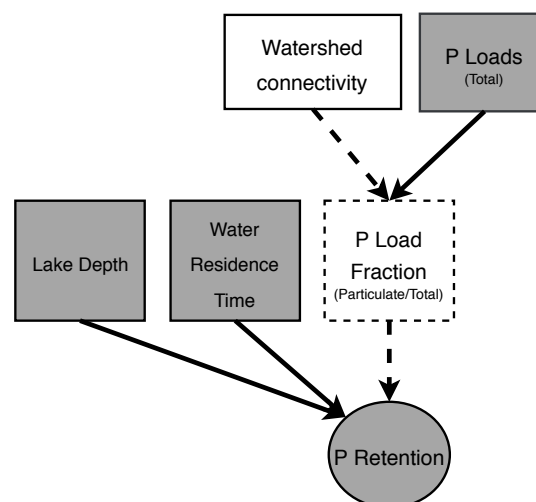 Watershed
connectivity
P Loads
(Total)
Lake Depth
Water
Residence
Time
P Load
Fraction
(Particulate/Total)
P Retention